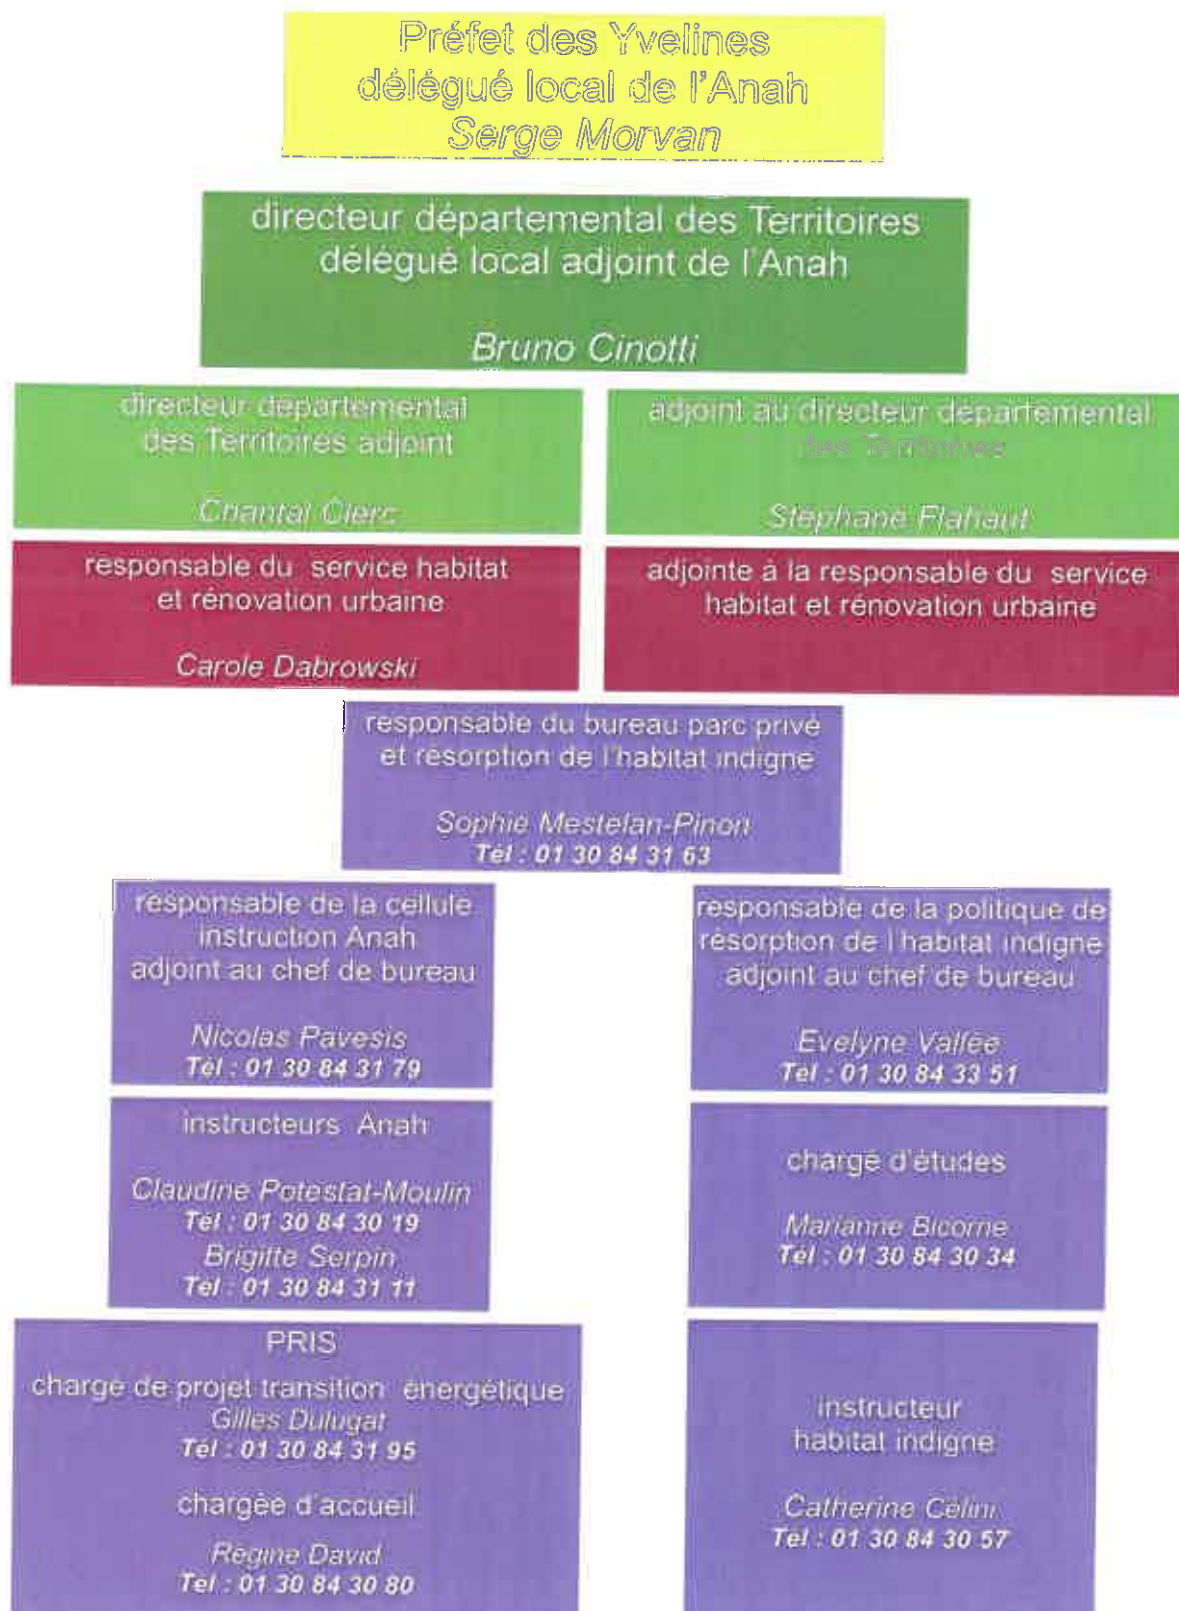 Préfet des Yvelines
délégué local de l'Anah
Serge Morvan
directeur départemental des Territoires
délégué local adjoint de l'Anah
Bruno Cinotti
directeur départemental
des Territoires adjoint
Chantal Clerc
adjoint au directeur départemental
des Territoires
Stéphane Flahaut
responsable du service habitat
et rénovation urbaine
Carole Dabrowski
adjointe à la responsable du service
habitat et rénovation urbaine
responsable du bureau parc privé
et résorption de l'habitat indigne
Sophie Mestelan-Pinon
Tél : 01 30 84 31 63
responsable de la cellule
instruction Anah
adjoint au chef de bureau
Nicolas Pavesis
Tél : 01 30 84 31 79
responsable de la politique de
résorption de l'habitat indigne
adjoint au chef de bureau
Evelyne Vallée
Tél : 01 30 84 33 51
instructeurs Anah
Claudine Potestat-Moulin
Tél : 01 30 84 30 19
Brigitte Serpin
Tel : 01 30 84 31 11
chargé d'études
Marianne Bicorne
Tél : 01 30 84 30 34
PRIS
chargé de projet transition énergétique
Gilles Dulugat
Tél : 01 30 84 31 95
chargée d'accueil
Régine David
Tel : 01 30 84 30 80
instructeur
habitat indigne
Catherine Célini
Tél : 01 30 84 30 57